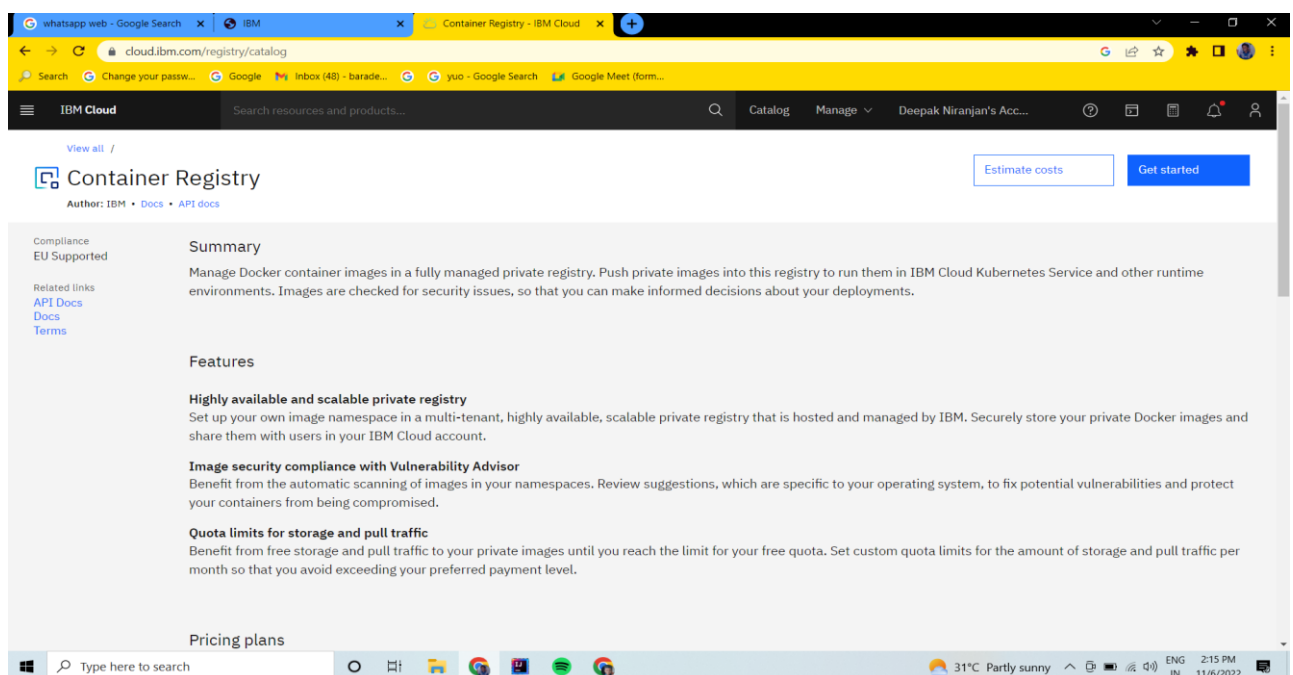 whatsapp web - Google Search
IBM
Container Registry - IBM Cloud
cloud.ibm.com/registry/catalog
Search
Change your passw...
Google
Inbox (48) - barade...
yuo - Google Search
Google Meet (form...
IBM Cloud
Search resources and products...
Catalog
Manage
Deepak Niranjan's Acc...
View all /
Container Registry
Estimate costs
Get started
Author: IBM • Docs • API docs
Compliance
EU Supported
Related links
API Docs
Docs
Terms
Summary
Manage Docker container images in a fully managed private registry. Push private images into this registry to run them in IBM Cloud Kubernetes Service and other runtime
environments. Images are checked for security issues, so that you can make informed decisions about your deployments.
Features
Highly available and scalable private registry
Set up your own image namespace in a multi-tenant, highly available, scalable private registry that is hosted and managed by IBM. Securely store your private Docker images and
share them with users in your IBM Cloud account.
Image security compliance with Vulnerability Advisor
Benefit from the automatic scanning of images in your namespaces. Review suggestions, which are specific to your operating system, to fix potential vulnerabilities and protect
your containers from being compromised.
Quota limits for storage and pull traffic
Benefit from free storage and pull traffic to your private images until you reach the limit for your free quota. Set custom quota limits for the amount of storage and pull traffic per
month so that you avoid exceeding your preferred payment level.
Pricing plans
Type here to search
31°C Partly sunny
ENG
IN
2:15 PM
11/6/2022